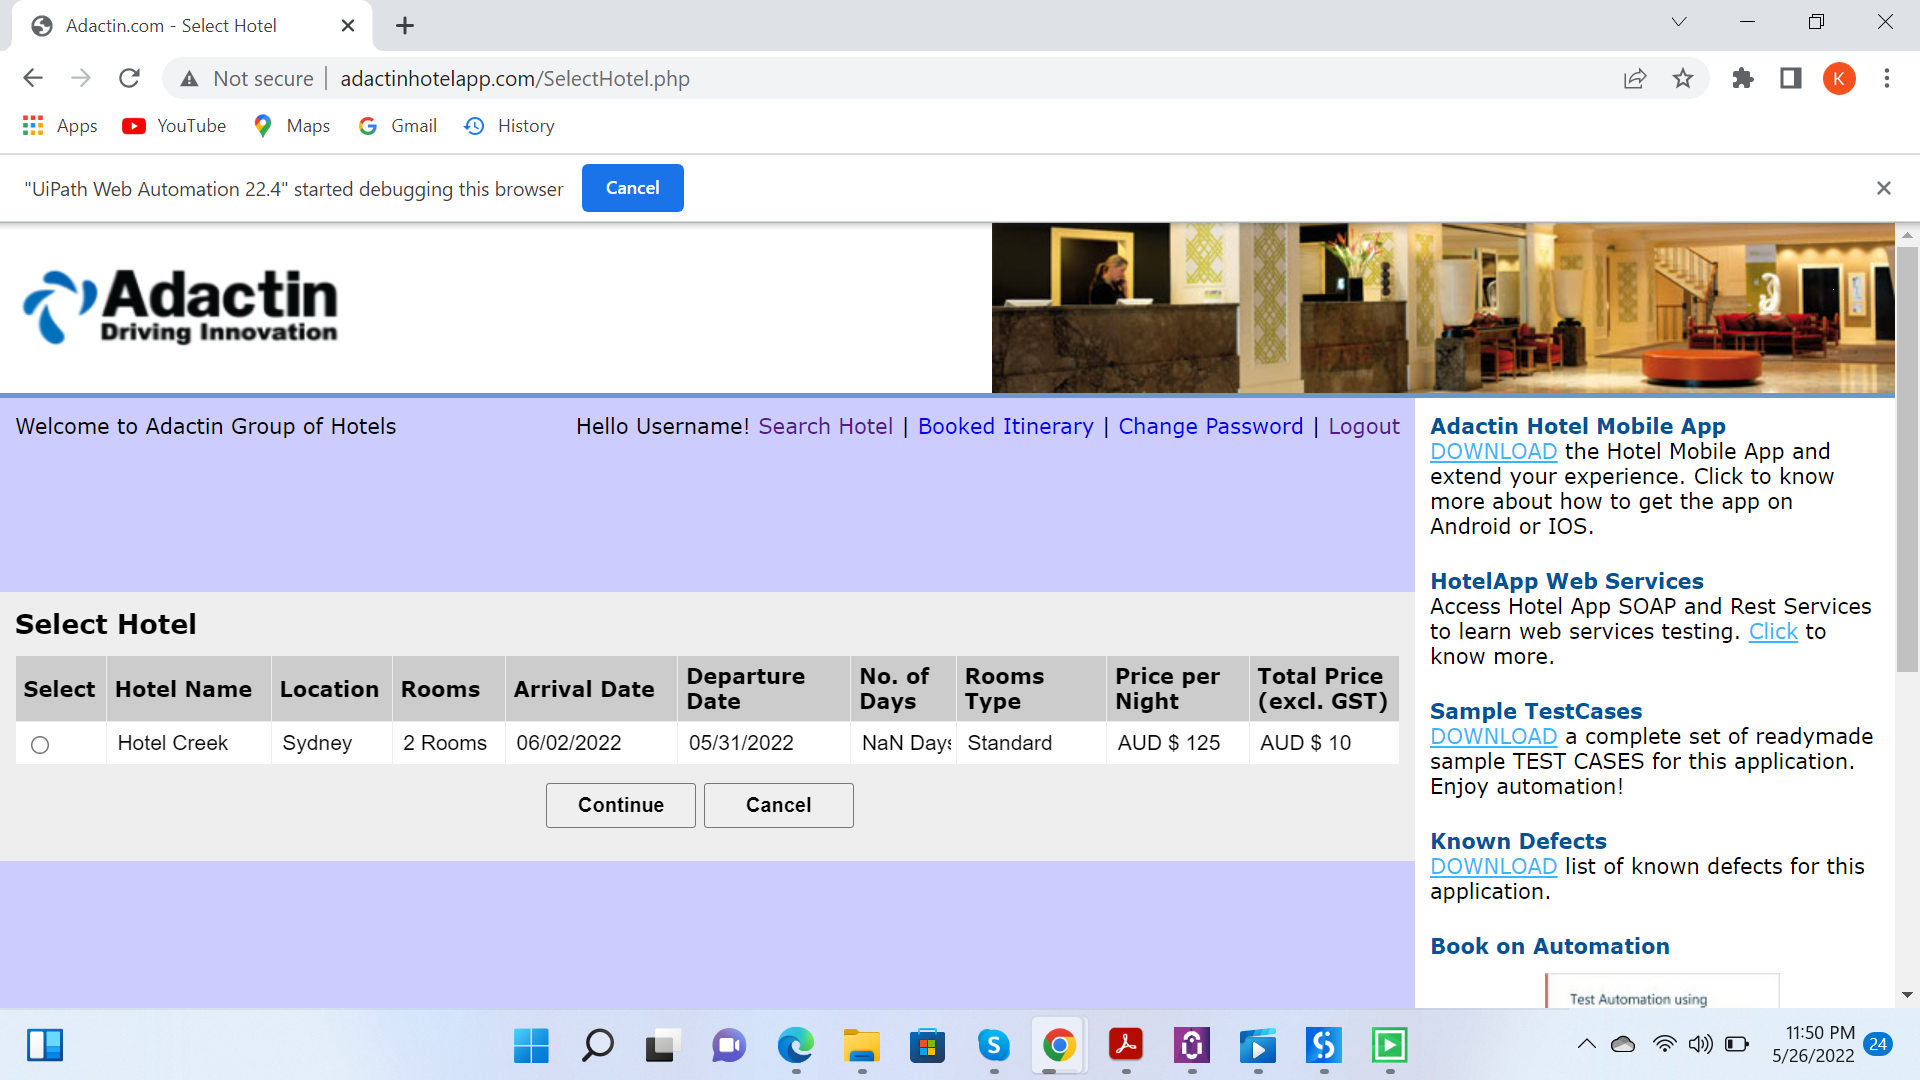 Adactin.com - Select Hotel
Not secure
adactinhotelapp.com/SelectHotel.php
K
Apps
YouTube
Maps
Gmail
History
"UiPath Web Automation 22.4" started debugging this browser
Cancel
Adactin
Driving Innovation
Welcome to Adactin Group of Hotels
Hello Username! Search Hotel | Booked Itinerary | Change Password | Logout
Select Hotel
Select Hotel Name Location Rooms Arrival Date Departure Date No. of Days Rooms Type Price per Night Total Price (excl. GST)
Hotel Creek Sydney 2 Rooms 06/02/2022 05/31/2022 NaN Days Standard AUD $ 125 AUD $ 10
Continue Cancel
Adactin Hotel Mobile App
DOWNLOAD the Hotel Mobile App and
extend your experience. Click to know
more about how to get the app on
Android or IOS.
HotelApp Web Services
Access Hotel App SOAP and Rest Services
to learn web services testing. Click to
know more.
Sample TestCases
DOWNLOAD a complete set of readymade
sample TEST CASES for this application.
Enjoy automation!
Known Defects
DOWNLOAD list of known defects for this
application.
Book on Automation
Test Automation using
S
11:50 PM
5/26/2022
24